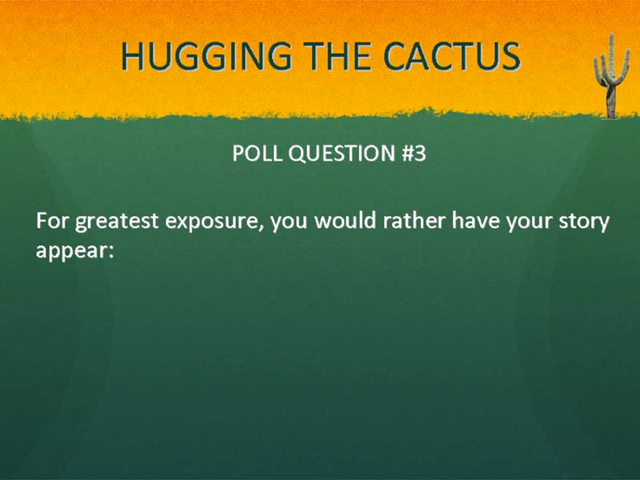 HUGGING THE CACTUS
POLL QUESTION #3
For greatest exposure, you would rather have your story
appear: